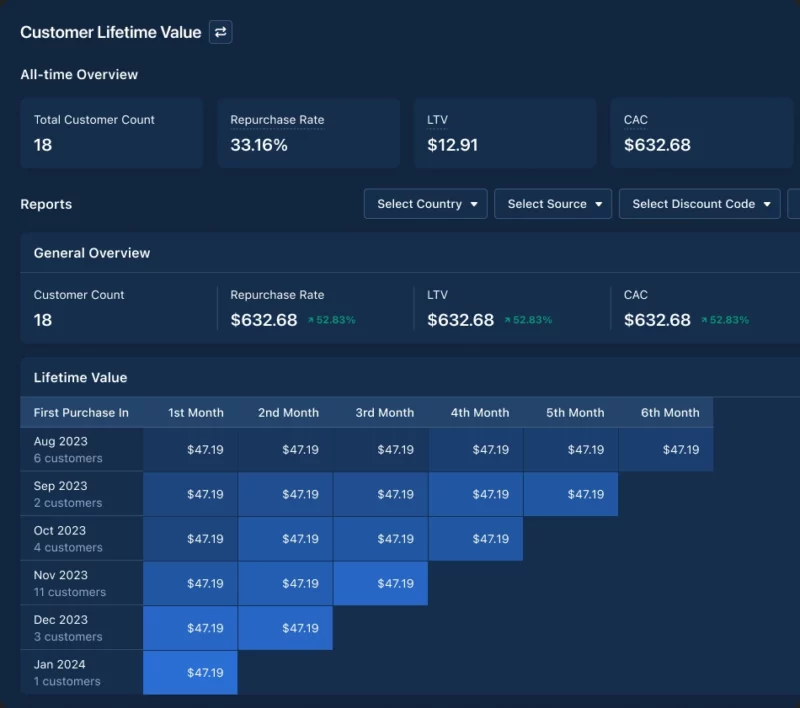 Customer Lifetime Value
All-time Overview
Total Customer Count
18
Repurchase Rate
33.16%
LTV
$12.91
CAC
$632.68
Reports
Select Country
Select Source
Select Discount Code
General Overview
Customer Count
18
Repurchase Rate
$632.68 52.83%
LTV
$632.68 52.83%
CAC
$632.68 52.83%
Lifetime Value
First Purchase In 1st Month 2nd Month 3rd Month 4th Month 5th Month 6th Month
Aug 2023
6 customers
$47.19 $47.19 $47.19 $47.19 $47.19 $47.19
Sep 2023
2 customers
$47.19 $47.19 $47.19 $47.19 $47.19
Oct 2023
4 customers
$47.19 $47.19 $47.19 $47.19
Nov 2023
11 customers
$47.19 $47.19 $47.19
Dec 2023
3 customers
$47.19 $47.19
Jan 2024
1 customers
$47.19